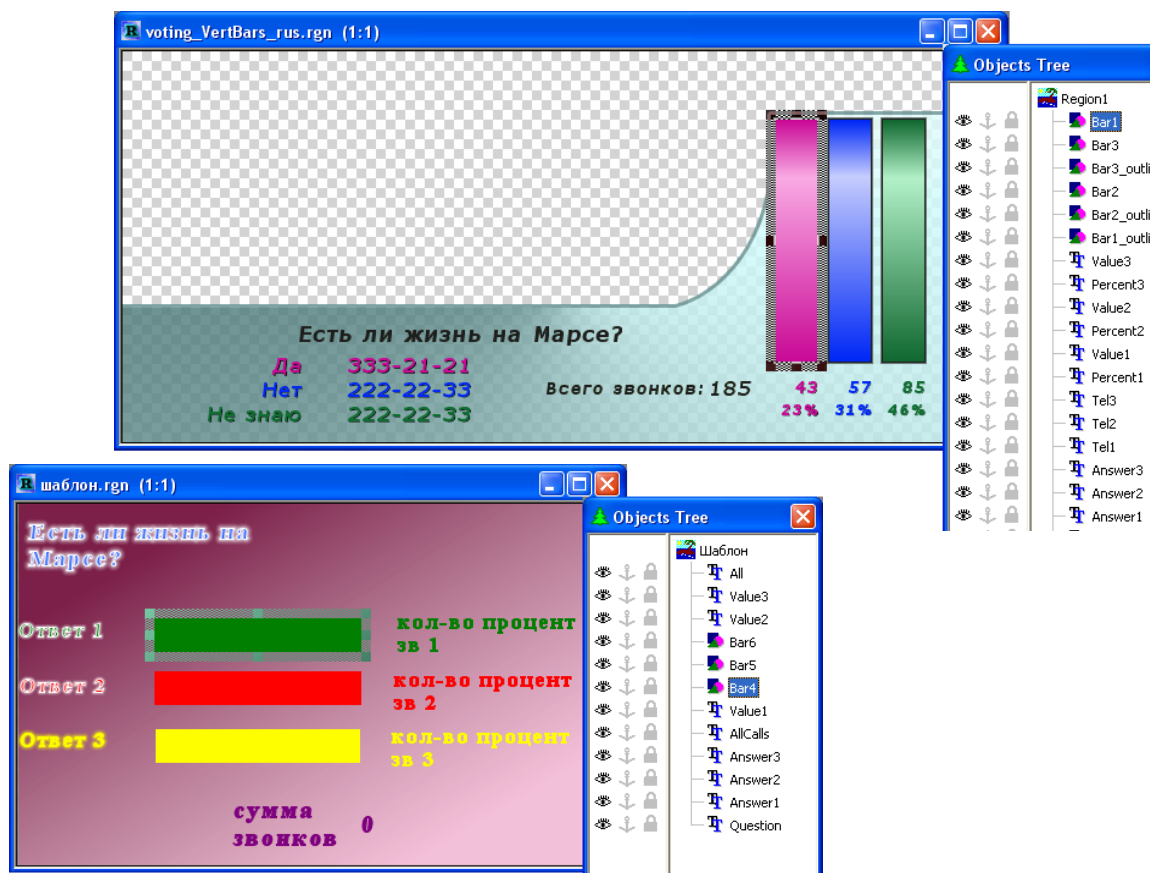 voting_VertBars_rus.rgn (1:1)
Есть ли жизнь на Марсе?
Да 333-21-21
Нет 222-22-33
Не знаю 222-22-33
Всего звонков: 185
43 57 85
23% 31% 46%
Objects Tree
Region1
Bar1
Bar3
Bar3_outli
Bar2
Bar2_outli
Bar1_outli
Value3
Percent3
Value2
Percent2
Value1
Percent1
Tel3
Tel2
Tel1
Answer3
Answer2
Answer1
шаблон.rgn (1:1)
Есть ли жизнь на
Марсе?
Ответ 1
кол-во процент
зв 1
Ответ 2
кол-во процент
зв 2
Ответ 3
кол-во процент
зв 3
сумма
звонков
0
Objects Tree
Шаблон
All
Value3
Value2
Bar6
Bar5
Bar4
Value1
AllCalls
Answer3
Answer2
Answer1
Question